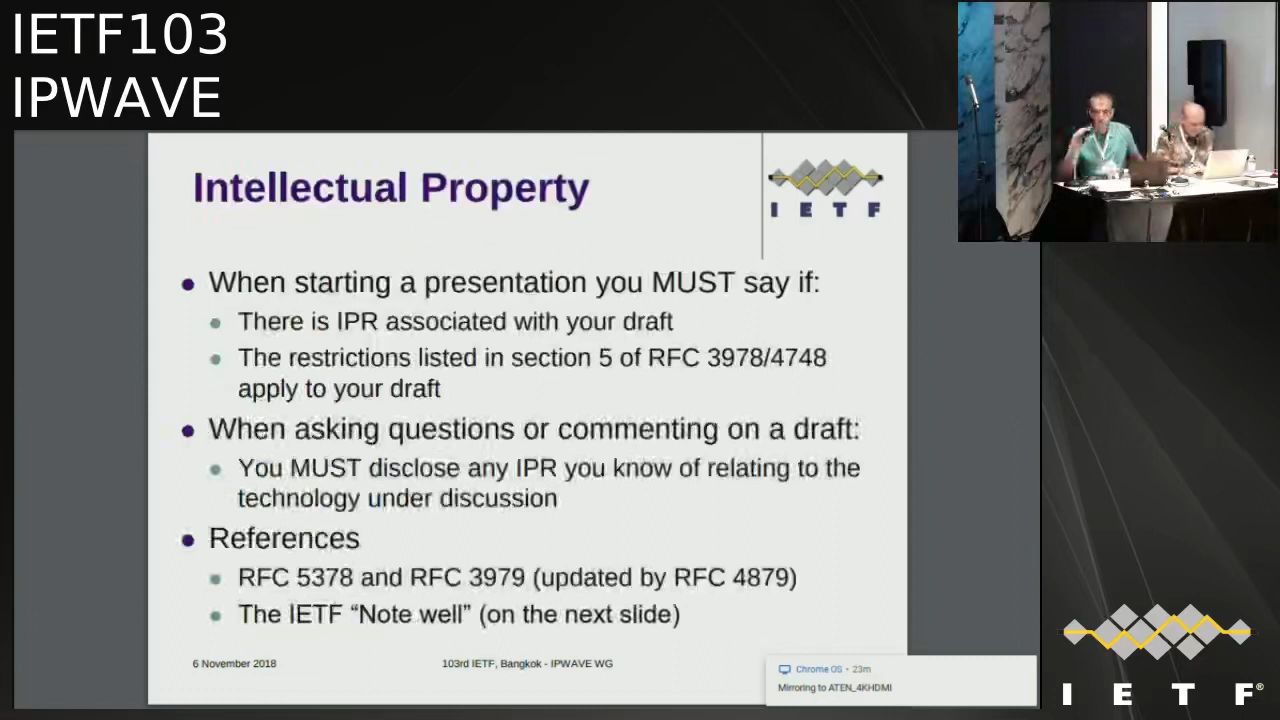 IETF103
IPWAVE
Intellectual Property
I E T F
When starting a presentation you MUST say if:
There is IPR associated with your draft
The restrictions listed in section 5 of RFC 3978/4748
apply to your draft
When asking questions or commenting on a draft:
You MUST disclose any IPR you know of relating to the
technology under discussion
References
RFC 5378 and RFC 3979 (updated by RFC 4879)
The IETF “Note well” (on the next slide)
6 November 2018
103rd IETF, Bangkok - IPWAVE WG
Chrome OS • 23m
Mirroring to ATEN_4KHDMI
I E T F®